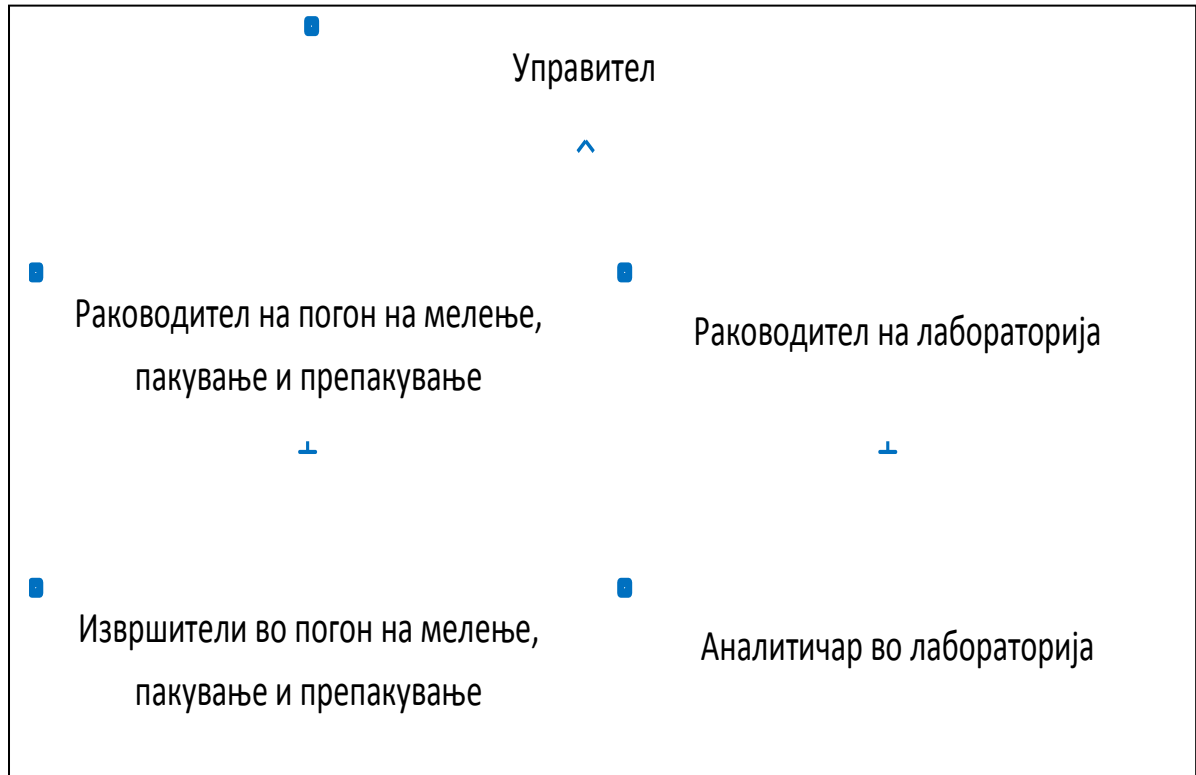 Управител
Раководител на погон на мелење,
пакување и препакување
Раководител на лабораторија
Извршители во погон на мелење,
пакување и препакување
Аналитичар во лабораторија